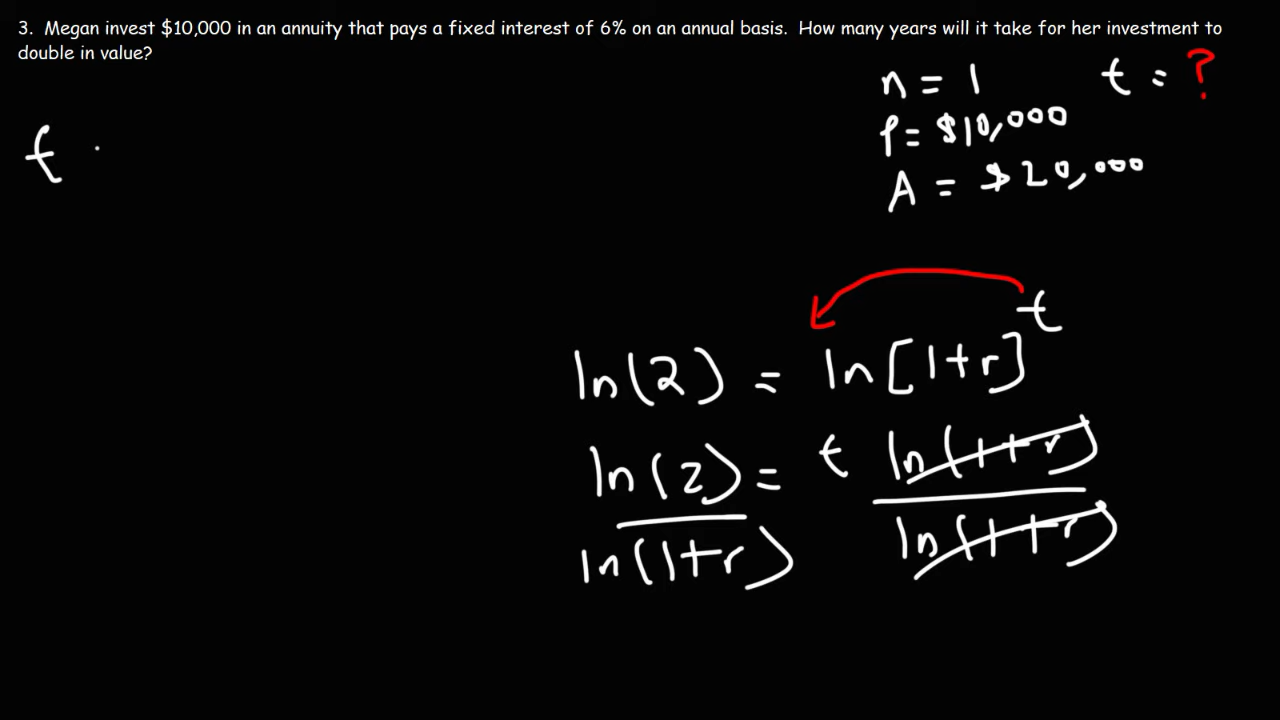 3. Megan invest $10,000 in an annuity that pays a fixed interest of 6% on an annual basis. How many years will it take for her investment to
double in value?
n = 1 t = ?
P = $10,000
A = $20,000
t
ln(2) = ln[1+r]^t
ln(2) = t ln(1+r)
ln(1+r) ln(1+r)